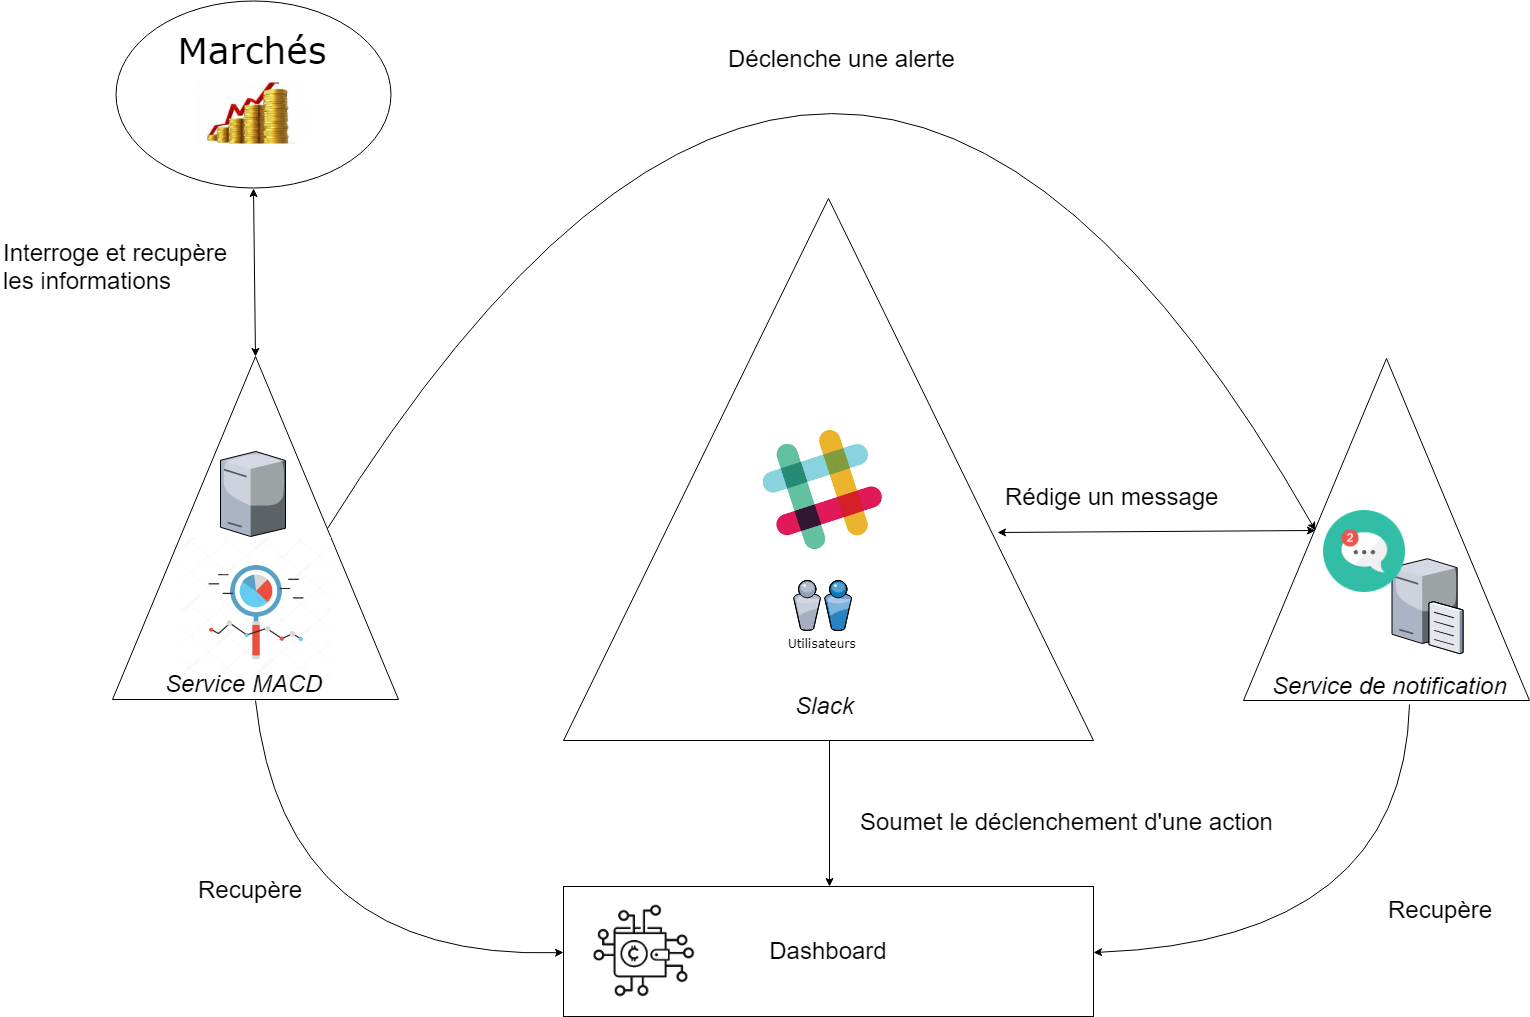 Marchés
Déclenche une alerte
Interroge et recupère
les informations
Rédige un message
2
Utilisateurs
Service MACD
Slack
Service de notification
Soumet le déclenchement d'une action
Recupère
Recupère
Dashboard